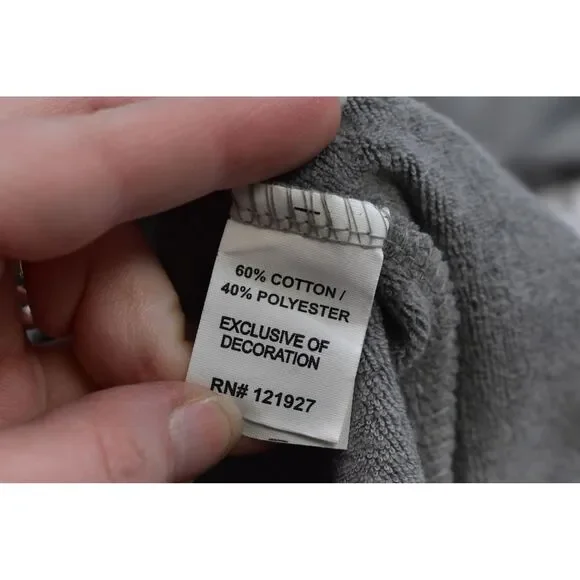 60% COTTON /
40% POLYESTER
EXCLUSIVE OF
DECORATION
RN# 121927